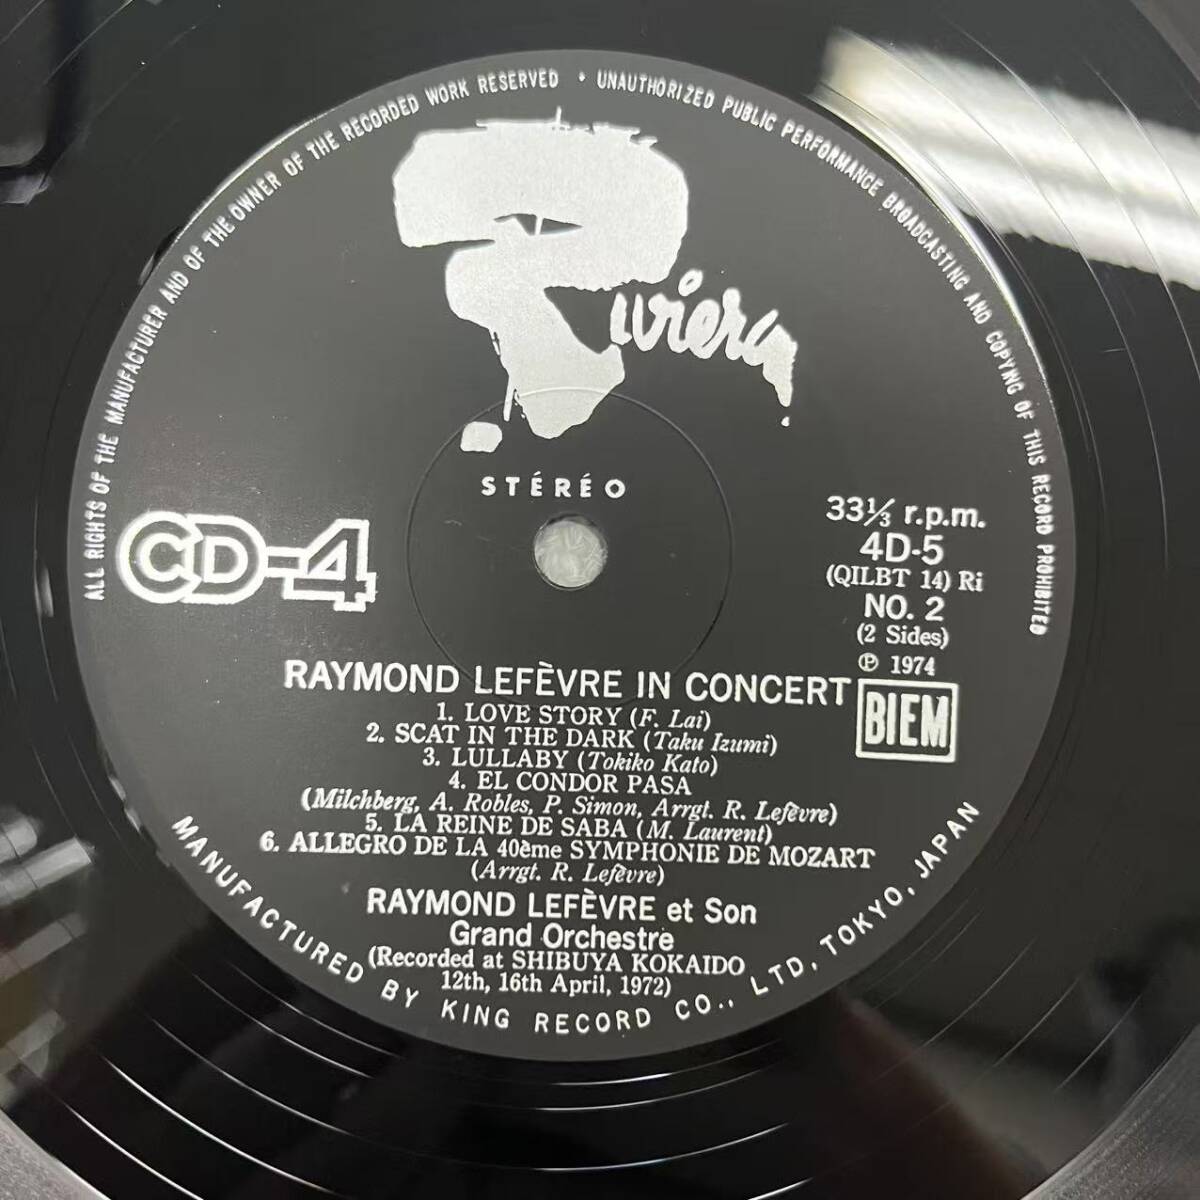 ALL RIGHTS OF THE MANUFACTURER AND OF THE OWNER OF THE RECORDED WORK RESERVED • UNAUTHORIZED PUBLIC PERFORMANCE BROADCASTING AND COPYING OF THIS RECORD PROHIBITED
Riviera
STÉRÉO
CD-4
33⅓ r.p.m.
4D-5
(QILBT 14) Ri
NO. 2
(2 Sides)
℗ 1974
BIEM
RAYMOND LEFÈVRE IN CONCERT
1. LOVE STORY (F. Lai)
2. SCAT IN THE DARK (Taku Izumi)
3. LULLABY (Tokiko Kato)
4. EL CONDOR PASA
(Milchberg, A. Robles, P. Simon, Arrgt. R. Lefèvre)
5. LA REINE DE SABA (M. Laurent)
6. ALLEGRO DE LA 40ème SYMPHONIE DE MOZART
(Arrgt. R. Lefèvre)
RAYMOND LEFÈVRE et Son
Grand Orchestre
(Recorded at SHIBUYA KOKAIDO
12th, 16th April, 1972)
MANUFACTURED BY KING RECORD CO., LTD, TOKYO, JAPAN